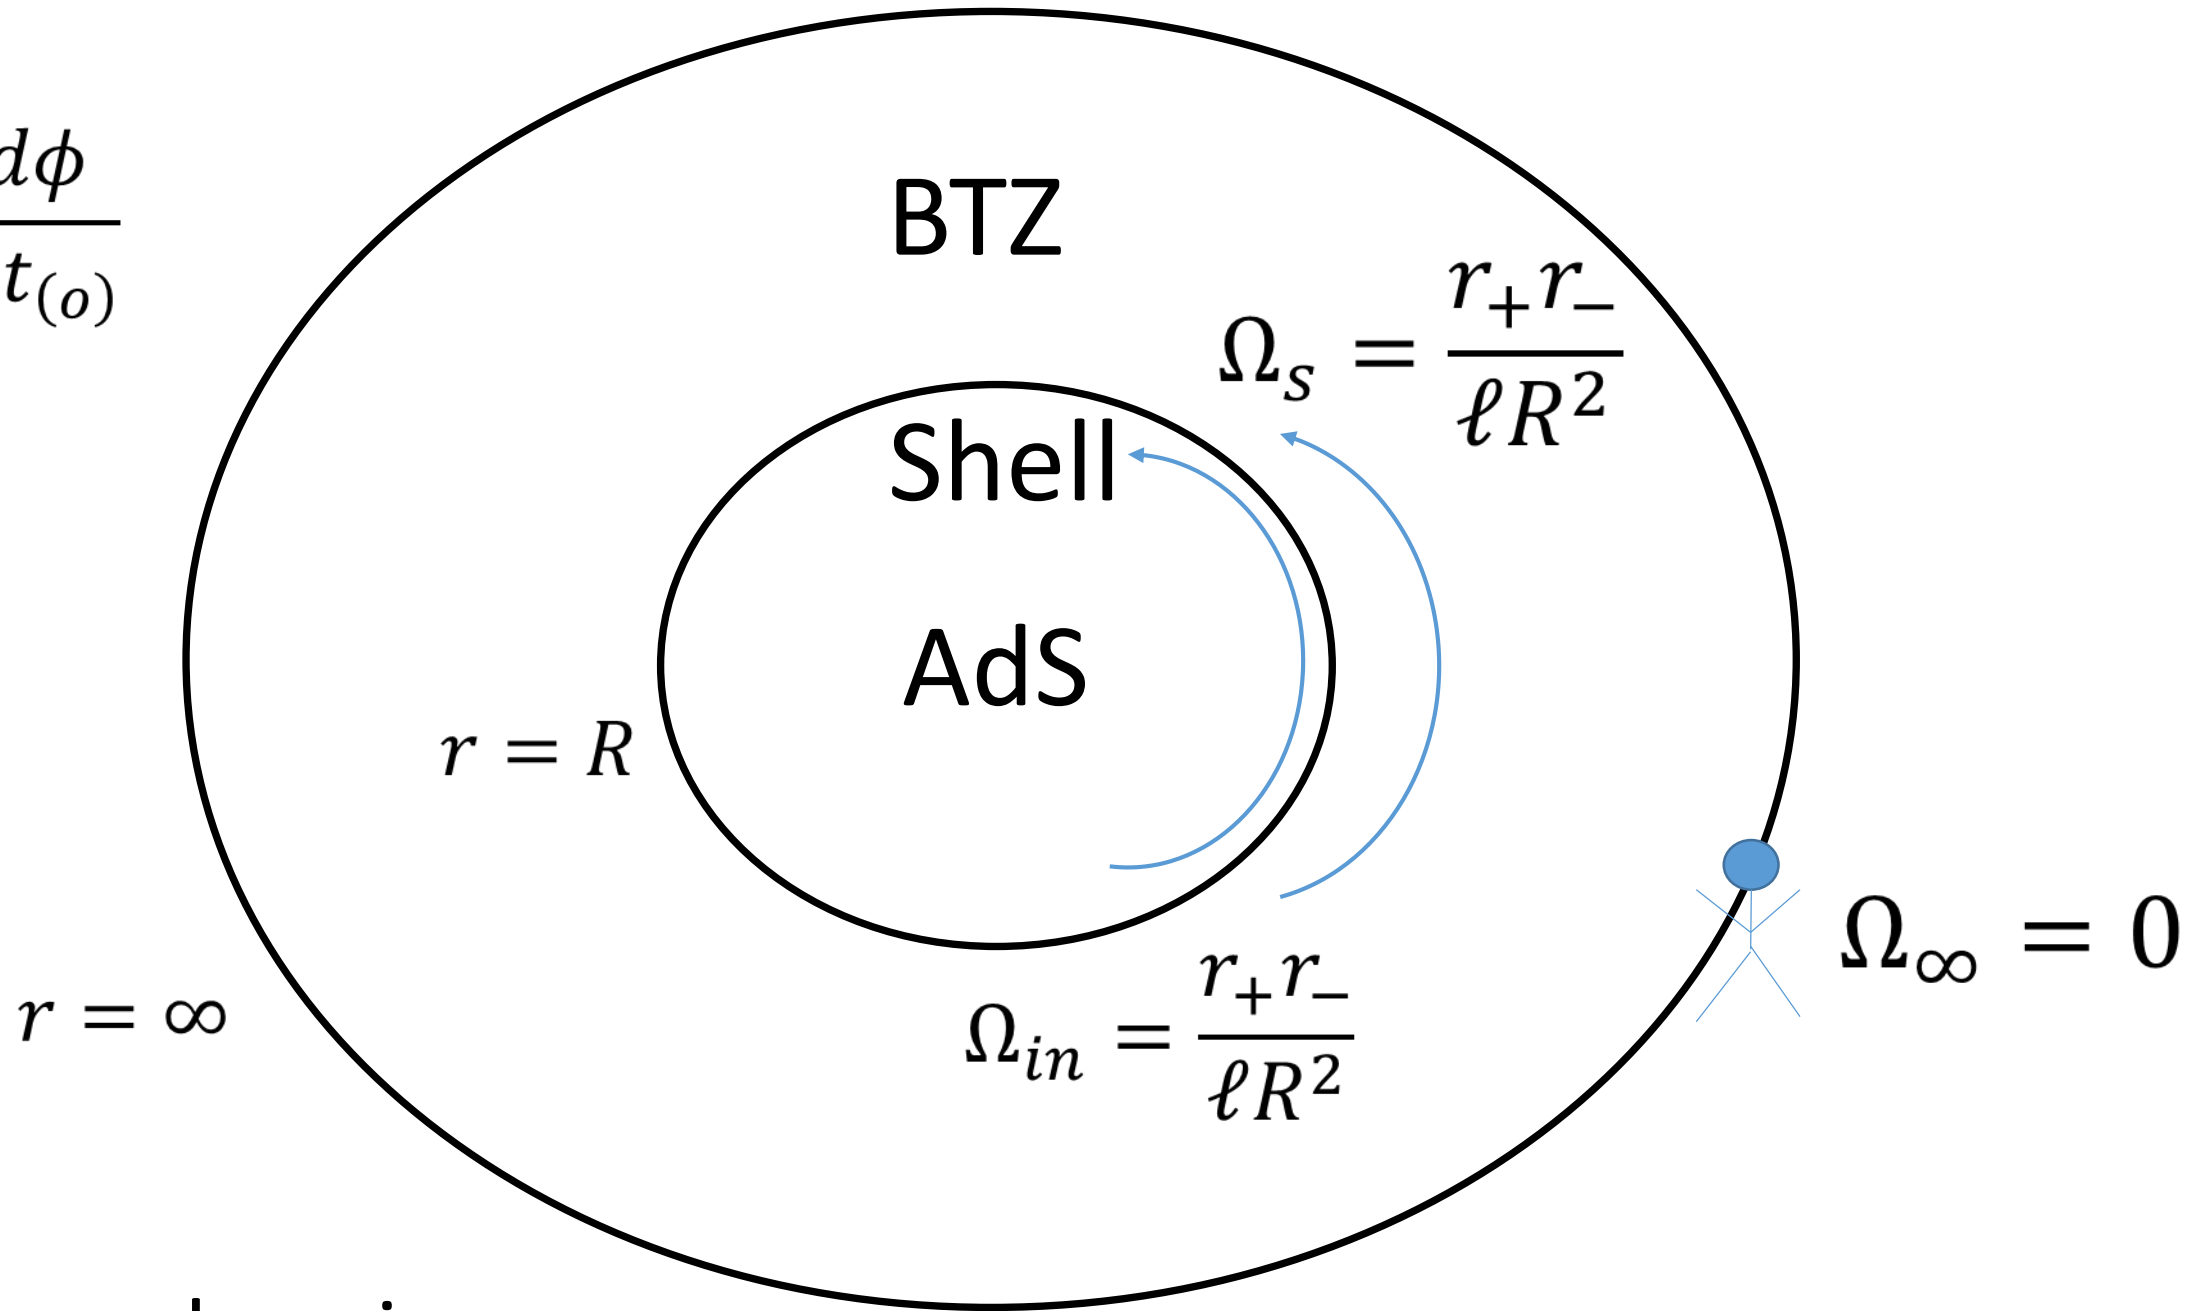 dφ
t₍ₒ₎
BTZ
Ωₛ = r₊r₋ / ℓR²
Shell
AdS
r = R
Ω∞ = 0
r = ∞
Ωᵢₙ = r₊r₋ / ℓR²